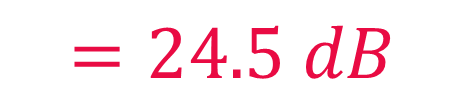 = 24.5 dB